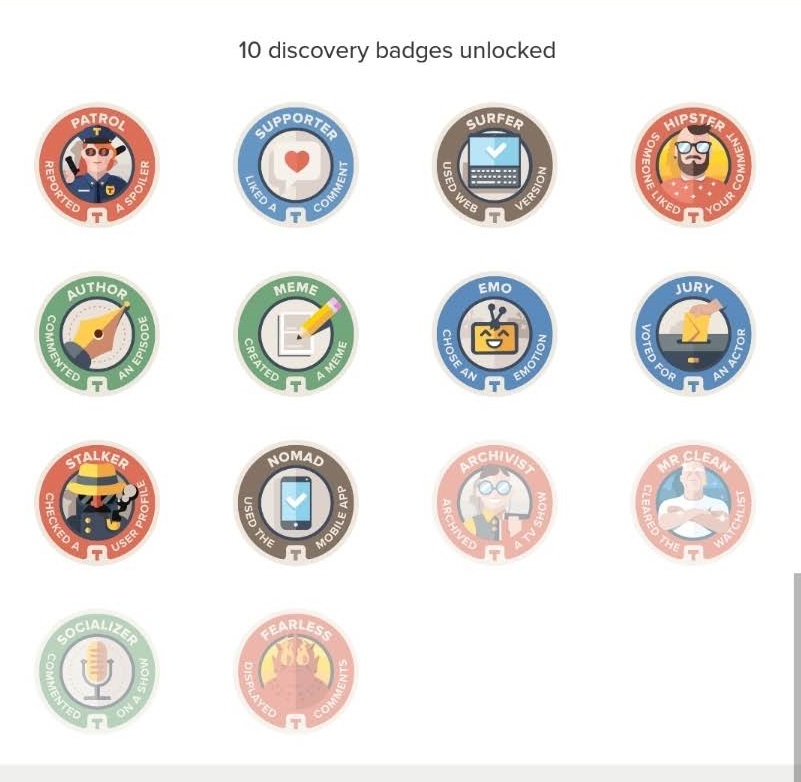 10 discovery badges unlocked
PATROL
REPORTED A SPOILER
T
SUPPORTER
LIKED A COMMENT
T
SURFER
USED WEB VERSION
T
HIPSTER
SOMEONE LIKED YOUR COMMENT
T
AUTHOR
COMMENTED AN EPISODE
T
MEME
CREATED A MEME
T
EMO
CHOSE AN EMOTION
T
JURY
VOTED FOR AN ACTOR
T
STALKER
CHECKED A USER PROFILE
T
NOMAD
USED THE MOBILE APP
T
ARCHIVIST
ARCHIVED A TV SHOW
T
MR CLEAN
CLEARED THE WATCHLIST
T
SOCIALIZER
COMMENTED ON A SHOW
T
FEARLESS
DISPLAYED COMMENTS
T